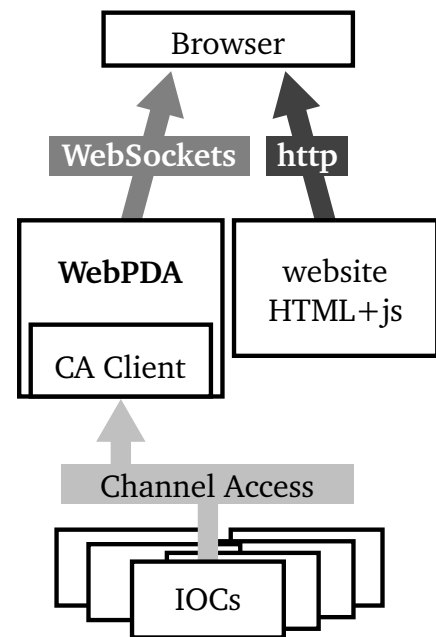 Browser
WebSockets
http
WebPDA
website
HTML+js
CA Client
Channel Access
IOCs